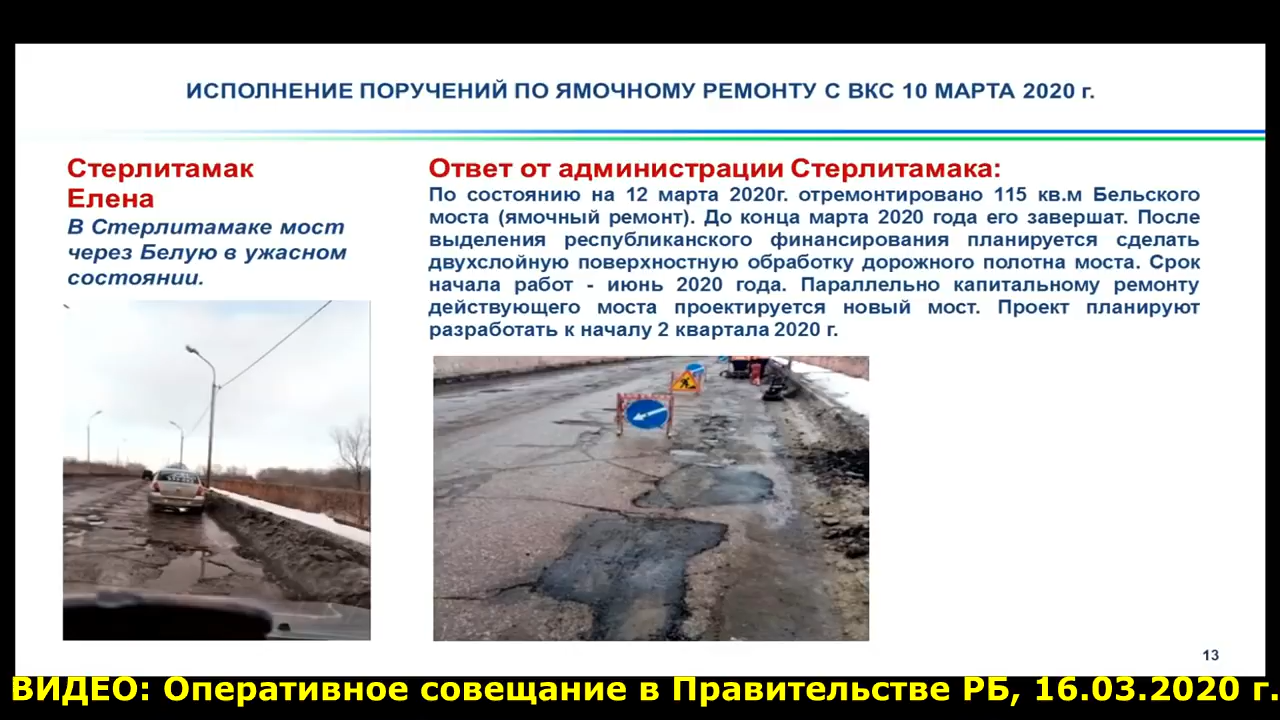 ИСПОЛНЕНИЕ ПОРУЧЕНИЙ ПО ЯМОЧНОМУ РЕМОНТУ С ВКС 10 МАРТА 2020 г.
Стерлитамак
Елена
В Стерлитамаке мост
через Белую в ужасном
состоянии.
Ответ от администрации Стерлитамака:
По состоянию на 12 марта 2020г. отремонтировано 115 кв.м Бельского
моста (ямочный ремонт). До конца марта 2020 года его завершат. После
выделения республиканского финансирования планируется сделать
двухслойную поверхностную обработку дорожного полотна моста. Срок
начала работ - июнь 2020 года. Параллельно капитальному ремонту
действующего моста проектируется новый мост. Проект планируют
разработать к началу 2 квартала 2020 г.
13
ВИДЕО: Оперативное совещание в Правительстве РБ, 16.03.2020 г.